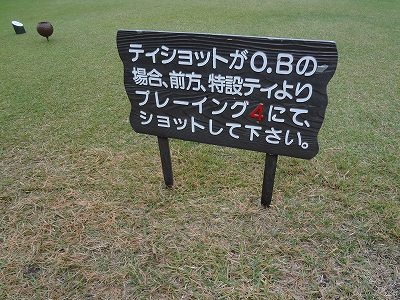 ティショットがO.Bの
場合、前方、特設ティより
プレーイング4にて、
ショットして下さい。